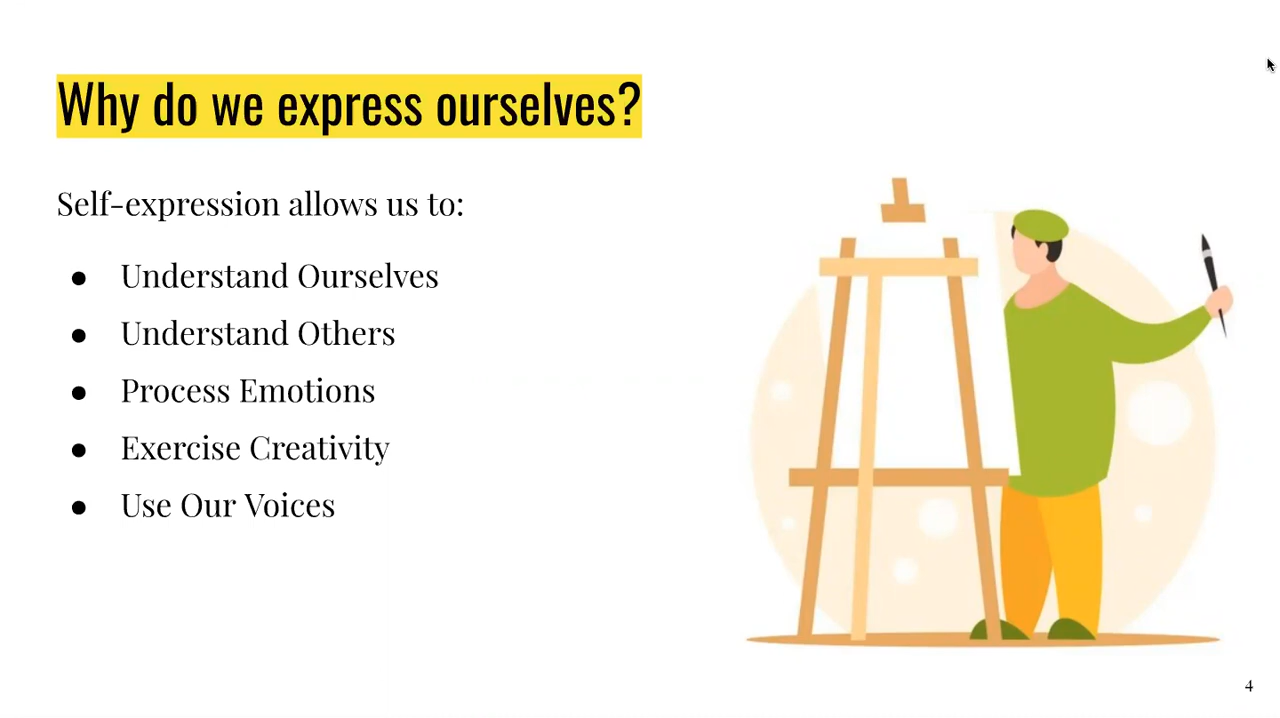 Why do we express ourselves?
Self-expression allows us to:
● Understand Ourselves
● Understand Others
● Process Emotions
● Exercise Creativity
● Use Our Voices
4